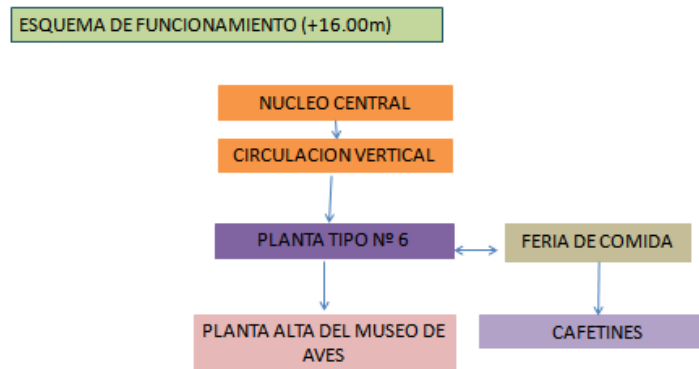 ESQUEMA DE FUNCIONAMIENTO (+16.00m)
NUCLEO CENTRAL
CIRCULACION VERTICAL
PLANTA TIPO Nº 6
FERIA DE COMIDA
PLANTA ALTA DEL MUSEO DE
AVES
CAFETINES